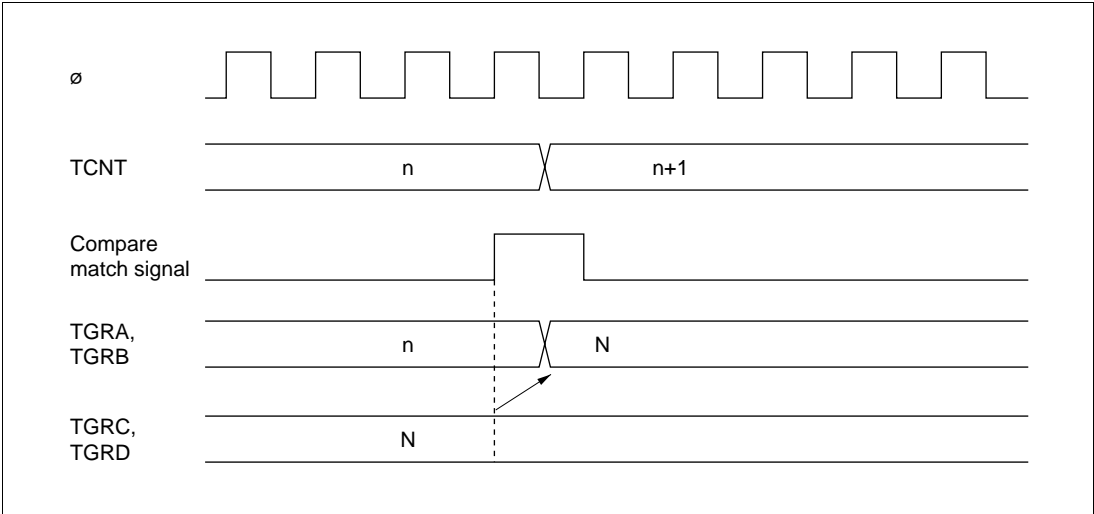 ø
TCNT n n+1
Compare
match signal
TGRA,
TGRB
n N
TGRC,
TGRD
N